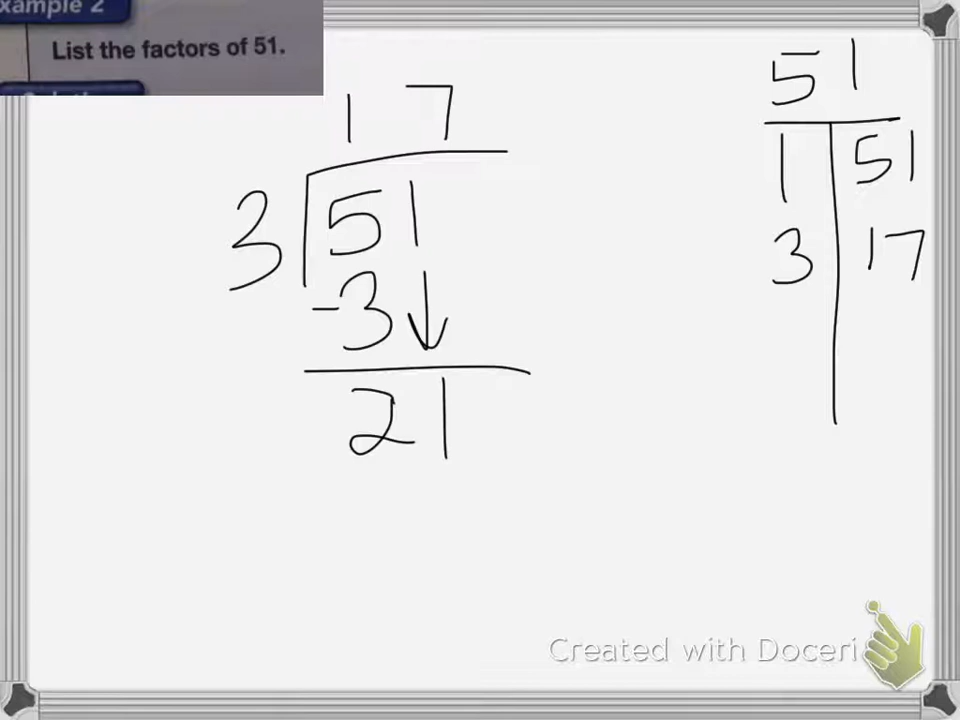 xample 2
List the factors of 51.
17
3 51
-3
21
51
1 51
3 17
Created with Doceri